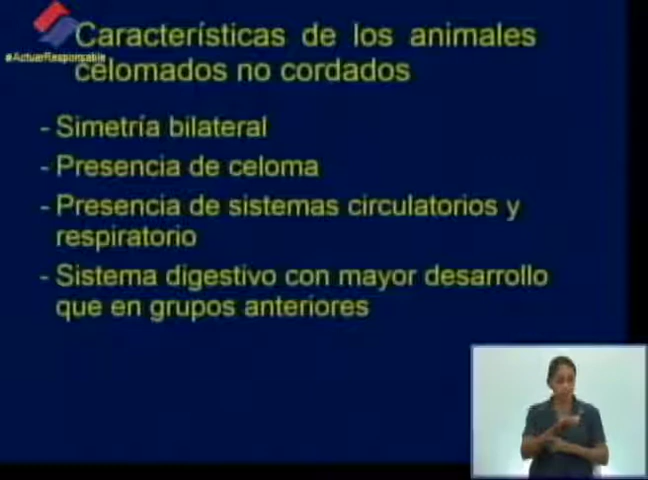 Características de los animales
#ActuarResponsable
celomados no cordados
- Simetría bilateral
- Presencia de celoma
- Presencia de sistemas circulatorios y
respiratorio
- Sistema digestivo con mayor desarrollo
que en grupos anteriores